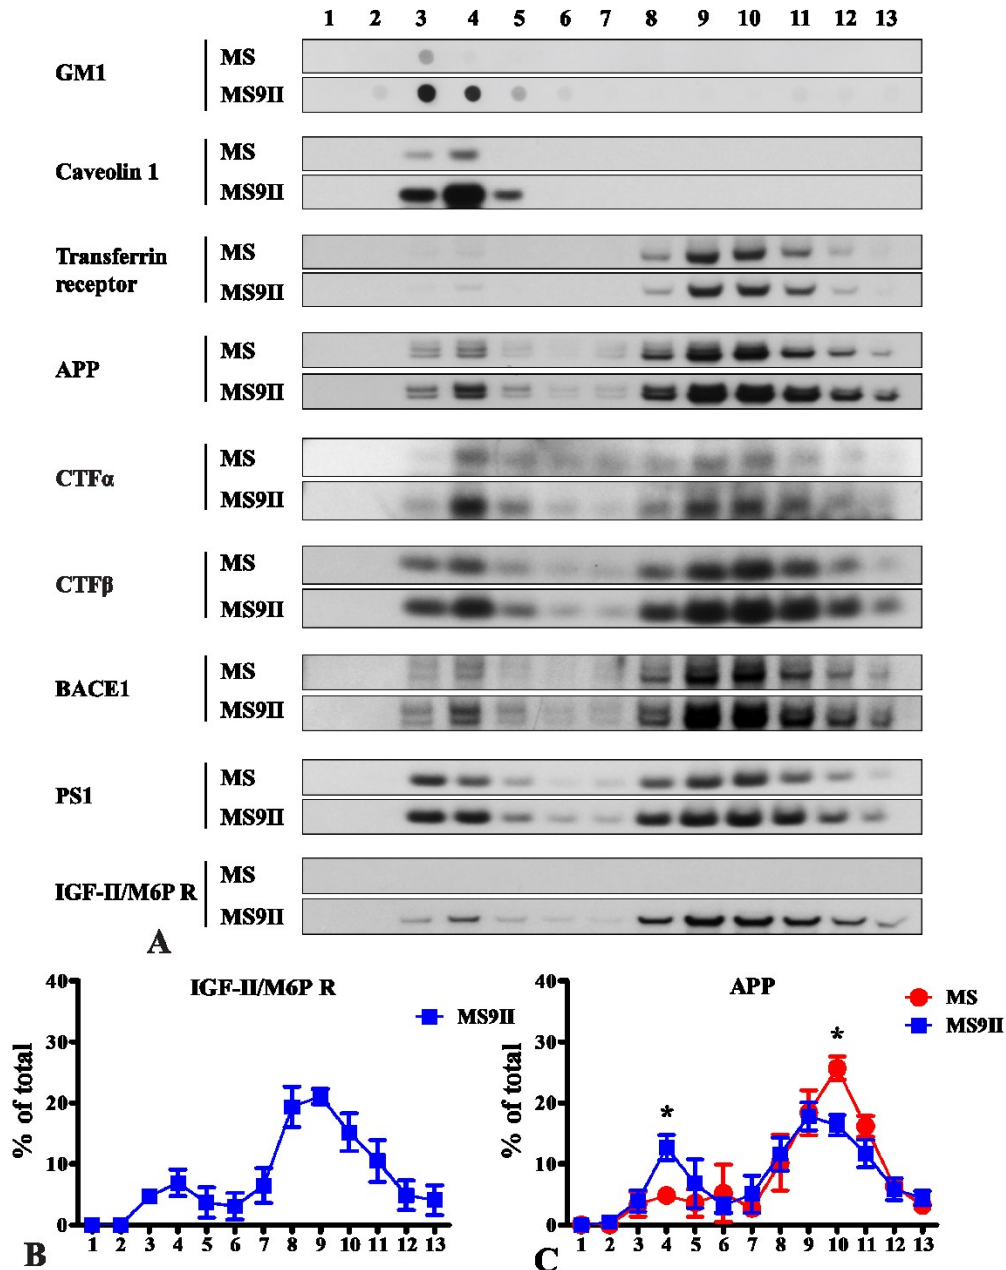 1 2 3 4 5 6 7 8 9 10 11 12 13
GM1
MS
MS9II
Caveolin 1
MS
MS9II
Transferrin
receptor
MS
MS9II
APP
MS
MS9II
CTFα
MS
MS9II
CTFβ
MS
MS9II
BACE1
MS
MS9II
PS1
MS
MS9II
IGF-II/M6P R
MS
MS9II
A
IGF-II/M6P R
MS9II
% of total
40
30
20
10
0
1 2 3 4 5 6 7 8 9 10 11 12 13
B
APP
MS
MS9II
% of total
40
30
20
10
0
* *
1 2 3 4 5 6 7 8 9 10 11 12 13
C